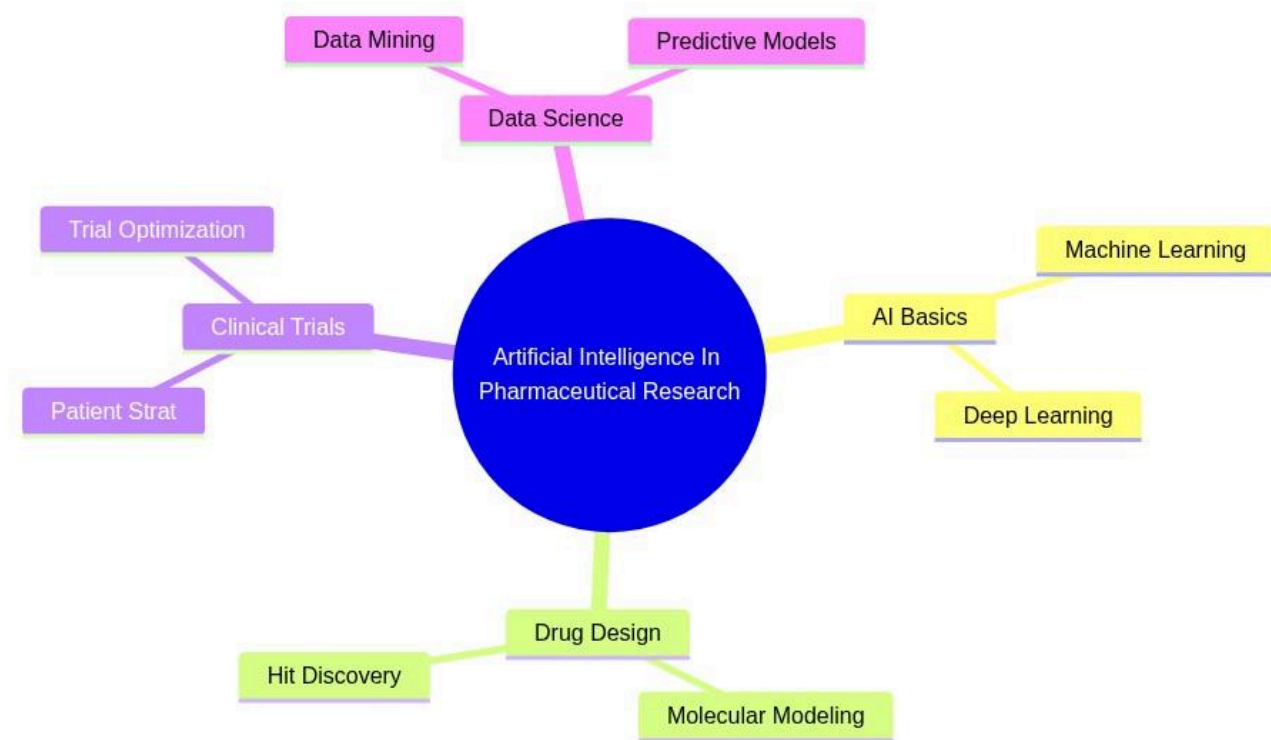 Data Mining
Predictive Models
Data Science
Trial Optimization
Machine Learning
Clinical Trials
AI Basics
Artificial Intelligence In
Pharmaceutical Research
Patient Strat
Deep Learning
Drug Design
Hit Discovery
Molecular Modeling